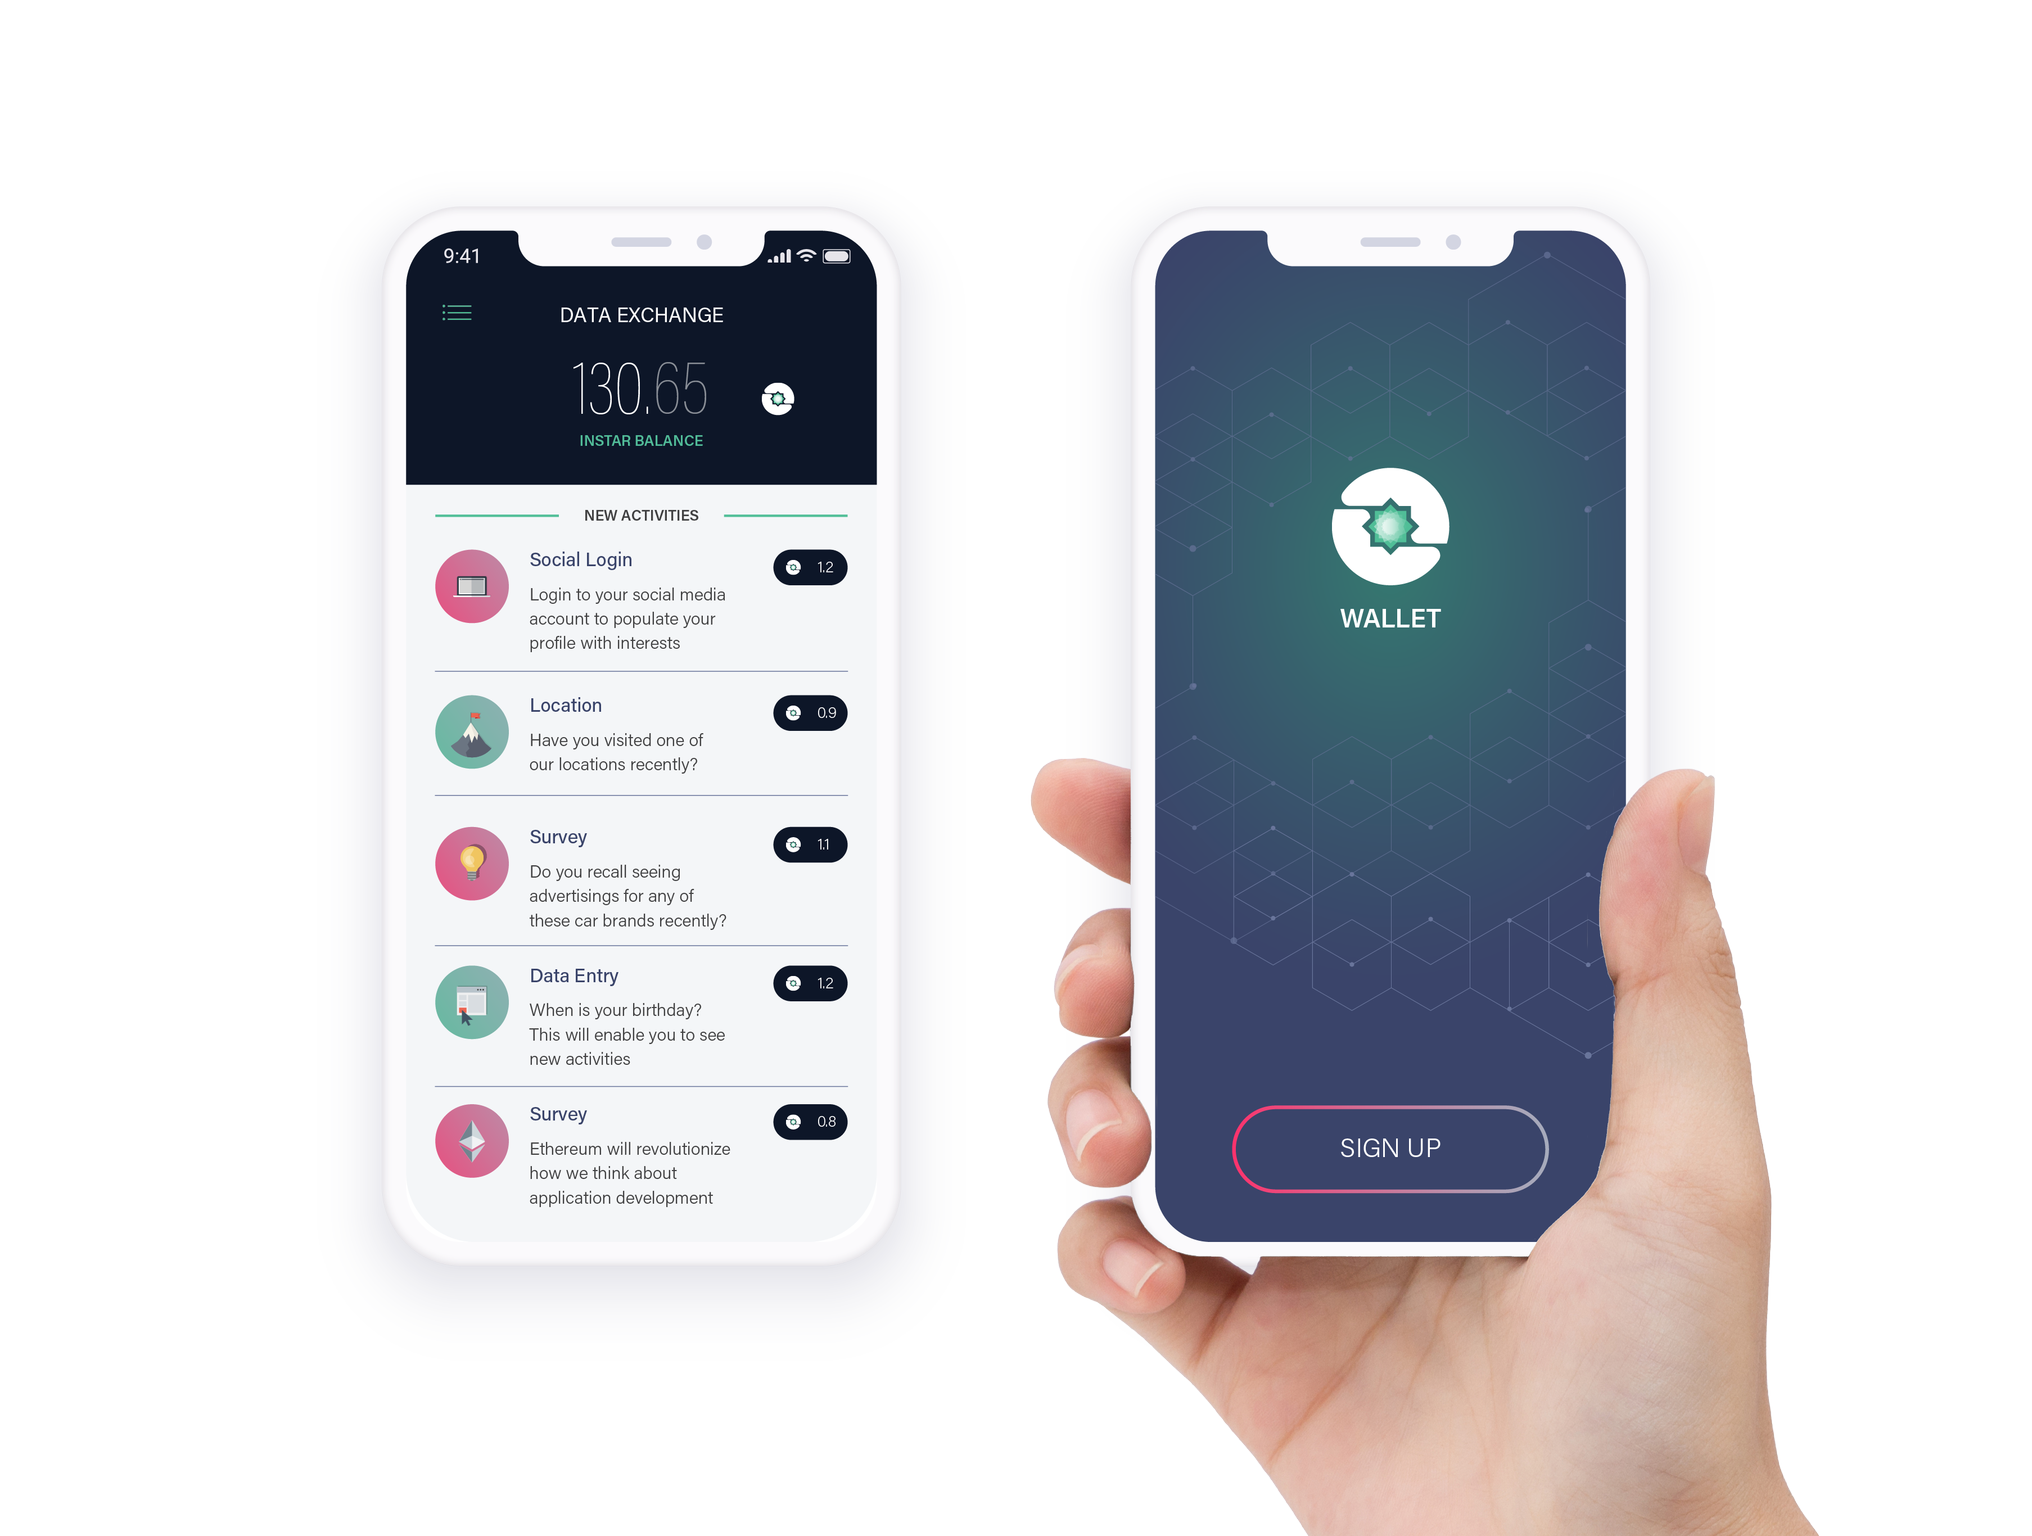 9:41
DATA EXCHANGE
130.65
INSTAR BALANCE
NEW ACTIVITIES
Social Login
1.2
Login to your social media
account to populate your
profile with interests
Location
0.9
Have you visited one of
our locations recently?
Survey
1.1
Do you recall seeing
advertisings for any of
these car brands recently?
Data Entry
1.2
When is your birthday?
This will enable you to see
new activities
Survey
0.8
Ethereum will revolutionize
how we think about
application development
WALLET
SIGN UP